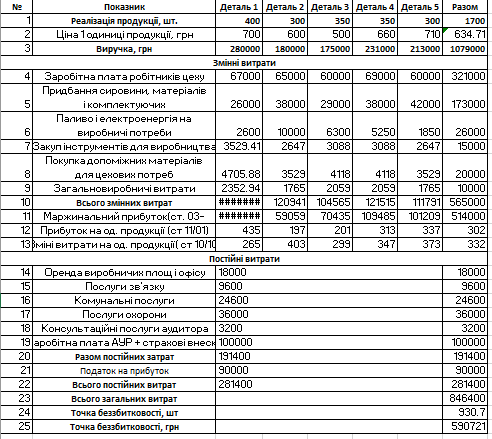 № Показник Деталь 1 Деталь 2 Деталь 3 Деталь 4 Деталь 5 Разом
1 Реалізація продукції, шт. 400 300 350 350 300 1700
2 Ціна 1 одиниці продукції, грн 700 600 500 660 710 634.71
3 Виручка, грн 280000 180000 175000 231000 213000 1079000
Змінні витрати
4 Заробітна плата робітників цеху 67000 65000 60000 69000 60000 321000
5 Придбання сировини, матеріалів
і комплектуючих 26000 38000 29000 38000 42000 173000
6 Паливо і електроенергія на
виробничі потреби 2600 10000 6300 5250 1850 26000
7 Закуп інструментів для виробництва 3529.41 2647 3088 3088 2647 15000
8 Покупка допоміжних матеріалів
для цехових потреб 4705.88 3529 4118 4118 3529 20000
9 Загальновиробничі витрати 2352.94 1765 2059 2059 1765 10000
10 Всього змінних витрат ####### 120941 104565 121515 111791 565000
11 Маржинальний прибуток(ст. 03- ####### 59059 70435 109485 101209 514000
12 Прибуток на од. продукції (ст 11/01) 435 197 201 313 337 302
13 Зміні витрати на од. продукції( ст 10/10 265 403 299 347 373 332
Постійні витрати
14 Оренда виробничих площ і офісу 18000 18000
15 Послуги зв'язку 9600 9600
16 Комунальні послуги 24600 24600
17 Послуги охорони 36000 36000
18 Консультаційні послуги аудитора 3200 3200
19 аробітна плата АУР + страхові внеск 100000 100000
20 Разом постійних затрат 191400 191400
21 Податок на прибуток 90000 90000
22 Всього постійних витрат 281400 281400
23 Всього загальних витрат 846400
24 Точка беззбитковості, шт 930.7
25 Точка беззбитковості, грн 590721